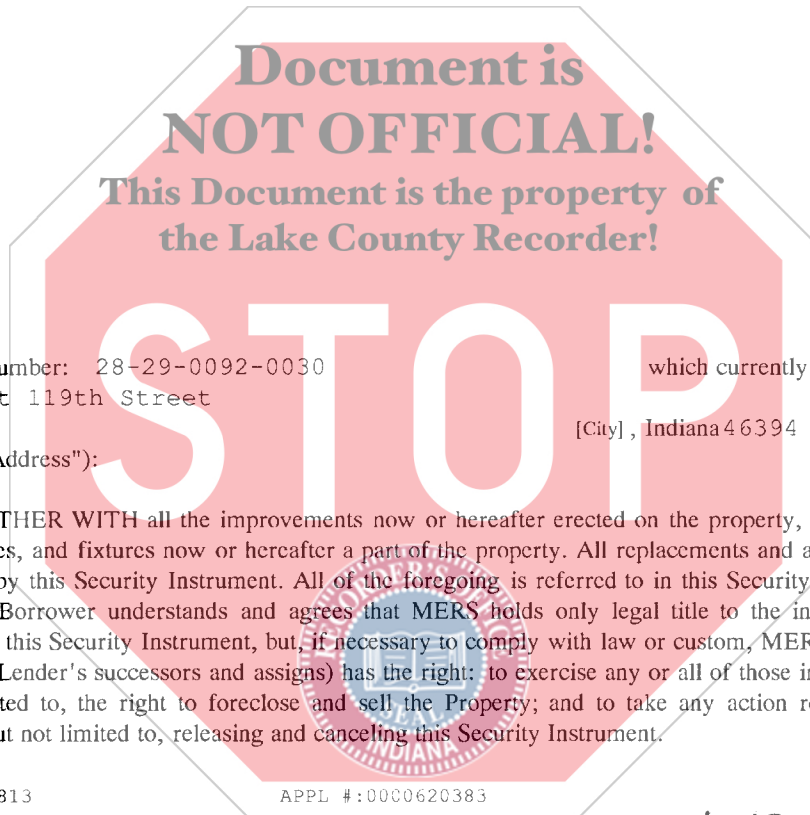 Document is
NOT OFFICIAL!
This Document is the property of
the Lake County Recorder!
STOP
umber: 28-29-0092-0030 which currently
t 119th Street
[City] , Indiana 46394
Address"):
THER WITH all the improvements now or hereafter erected on the property,
es, and fixtures now or hereafter a part of the property. All replacements and a
by this Security Instrument. All of the foregoing is referred to in this Security
Borrower understands and agrees that MERS holds only legal title to the in
this Security Instrument, but, if necessary to comply with law or custom, MER
Lender's successors and assigns) has the right: to exercise any or all of those in
ted to, the right to foreclose and sell the Property; and to take any action r
ut not limited to, releasing and canceling this Security Instrument.
RECORDER'S SERVICE
SEAL
INDIANA
813 APPL #:0000620383